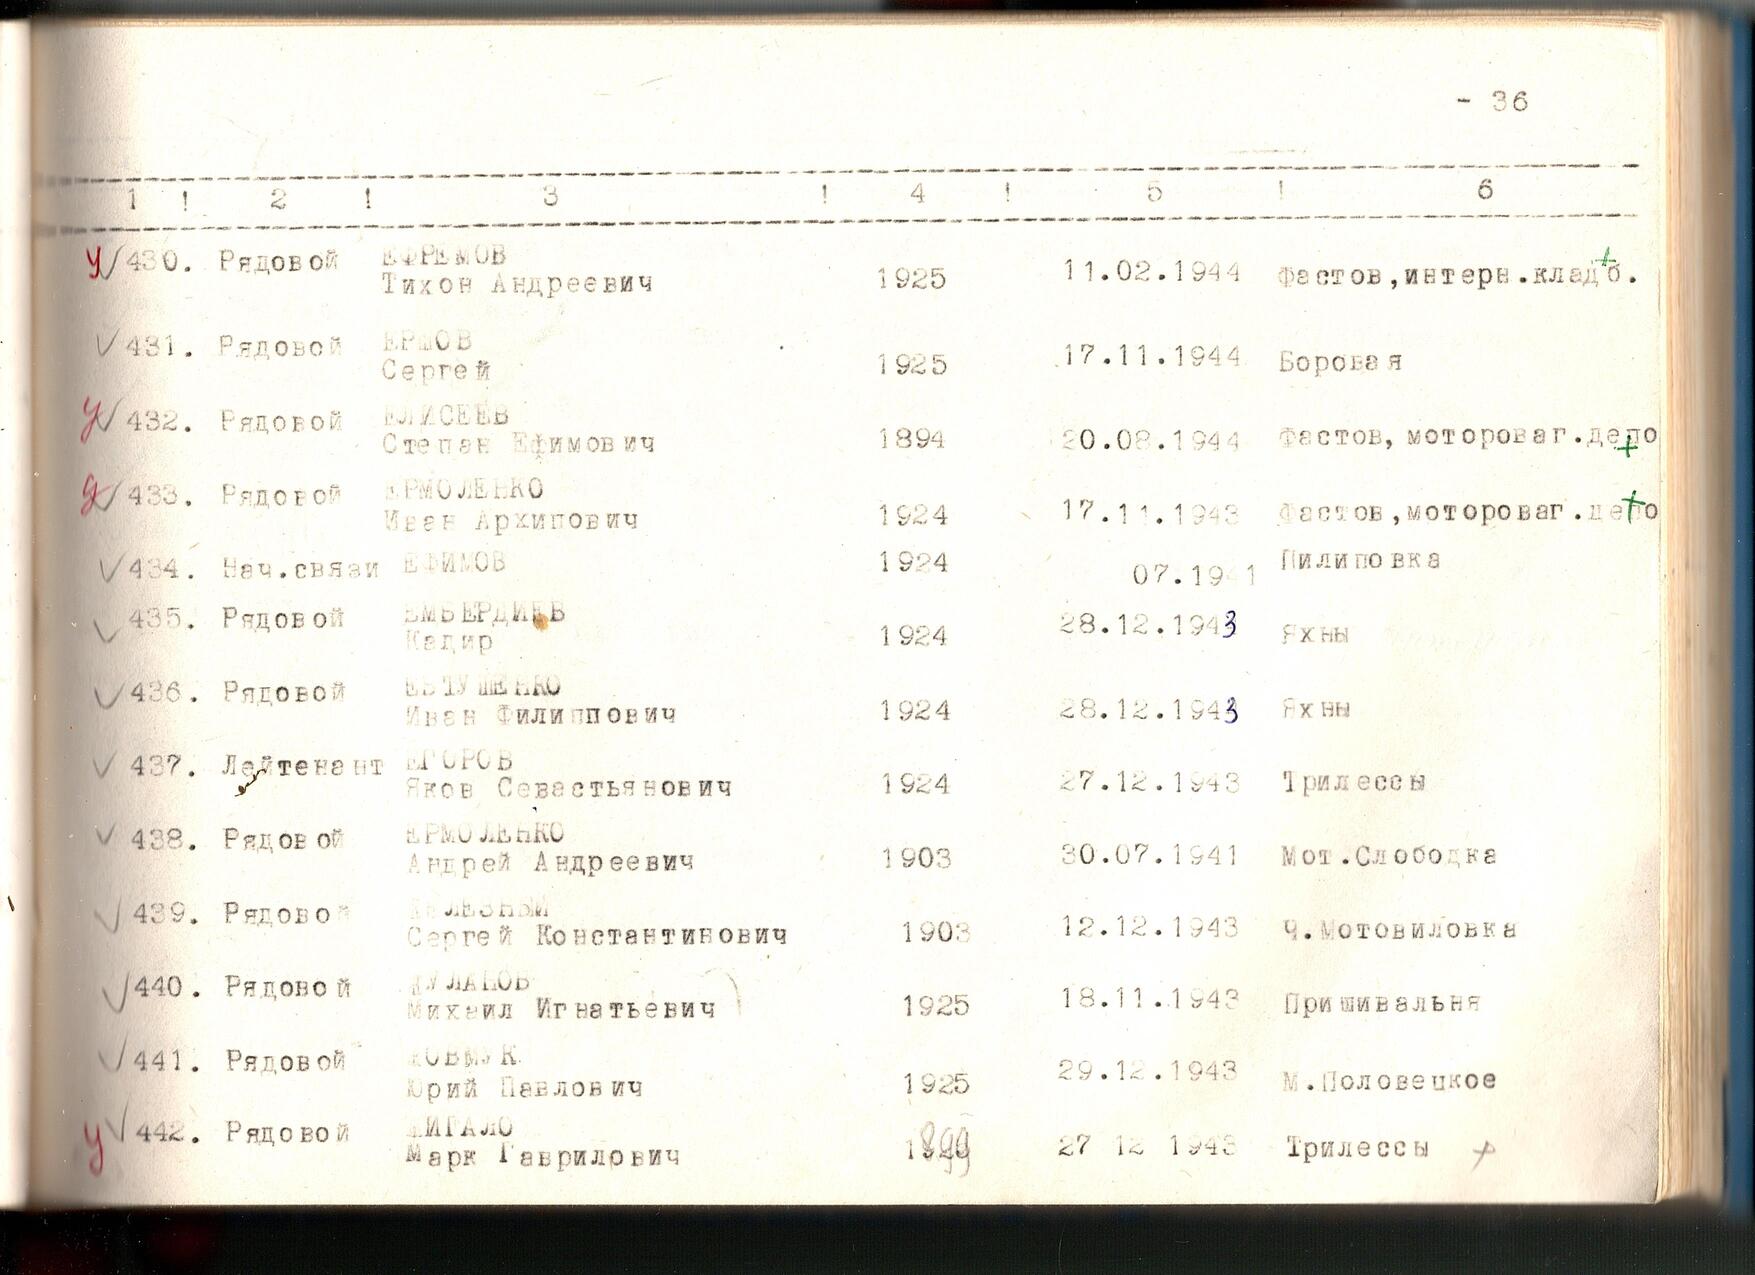 - 36
1 ! 2 ! 3 ! 4 ! 5 ! 6
у 430. Рядовой ЕФРЕМОВ
Тихон Андреевич 1925 11.02.1944 Фастов,интерн.кладб.
431. Рядовой ЕРШОВ
Сергей 1925 17.11.1944 Боровая
у 432. Рядовой ЕЛИСЕЕВ
Степан Ефимович 1894 20.08.1944 Фастов, мотороваг.депо
433. Рядовой ЕРМОЛЕНКО
Иван Архипович 1924 17.11.1943 Фастов,мотороваг.депо
434. Нач.связи ЕФИМОВ 1924 07.1941 Пилиповка
435. Рядовой ЕМБЕРДИЕВ
Кадир 1924 28.12.1943 Яхны
436. Рядовой ЕВТУШЕНКО
Иван Филиппович 1924 28.12.1943 Яхны
437. Лейтенант ЕГОРОВ
Яков Севастьянович 1924 27.12.1943 Трилессы
438. Рядовой ЕРМОЛЕНКО
Андрей Андреевич 1903 30.07.1941 Мот.Слободка
439. Рядовой ЖЕЛЕЗНЫЙ
Сергей Константинович 1903 12.12.1943 Ч.Мотовиловка
440. Рядовой
Михаил Игнатьевич 1925 18.11.1943 Пришивальня
441. Рядовой
Юрий Павлович 1925 29.12.1943 М.Половецкое
у 442. Рядовой ЖИГАЛО
Марк Гаврилович 1899 27 12 1943 Трилессы